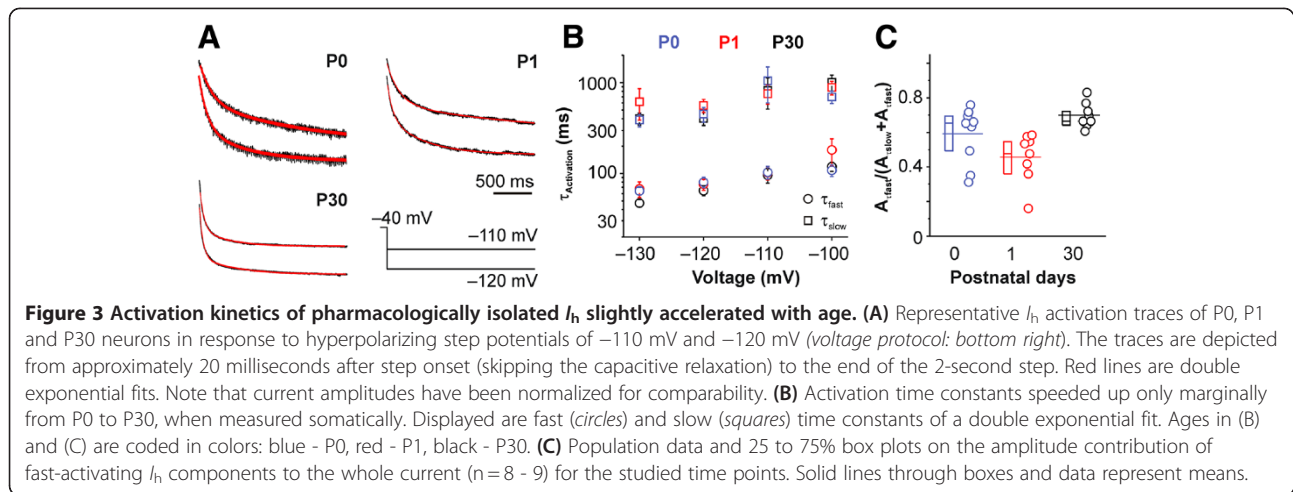 A
P0
P1
P30
500 ms
−40 mV
−110 mV
−120 mV
B
P0 P1 P30
τActivation (ms)
1000
300
100
30
τfast
τslow
−130 −120 −110 −100
Voltage (mV)
C
Aτfast/(Aτslow+Aτfast)
0.8
0.4
0
0 1 30
Postnatal days
Figure 3 Activation kinetics of pharmacologically isolated Ih slightly accelerated with age. (A) Representative Ih activation traces of P0, P1
and P30 neurons in response to hyperpolarizing step potentials of −110 mV and −120 mV (voltage protocol: bottom right). The traces are depicted
from approximately 20 milliseconds after step onset (skipping the capacitive relaxation) to the end of the 2-second step. Red lines are double
exponential fits. Note that current amplitudes have been normalized for comparability. (B) Activation time constants speeded up only marginally
from P0 to P30, when measured somatically. Displayed are fast (circles) and slow (squares) time constants of a double exponential fit. Ages in (B)
and (C) are coded in colors: blue - P0, red - P1, black - P30. (C) Population data and 25 to 75% box plots on the amplitude contribution of
fast-activating Ih components to the whole current (n = 8 - 9) for the studied time points. Solid lines through boxes and data represent means.